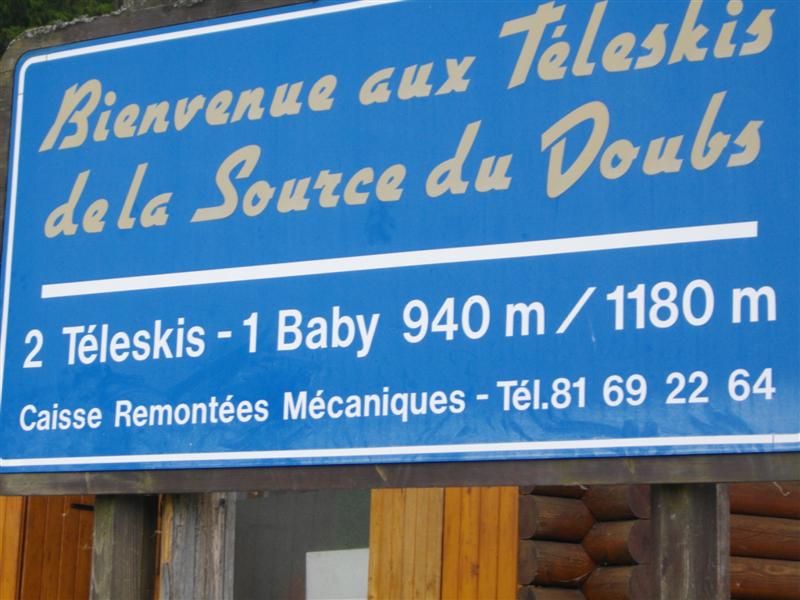 Bienvenue aux Téleskis
de la Source du Doubs
2 Téleskis - 1 Baby 940 m / 1180 m
Caisse Remontées Mécaniques - Tél.81 69 22 64